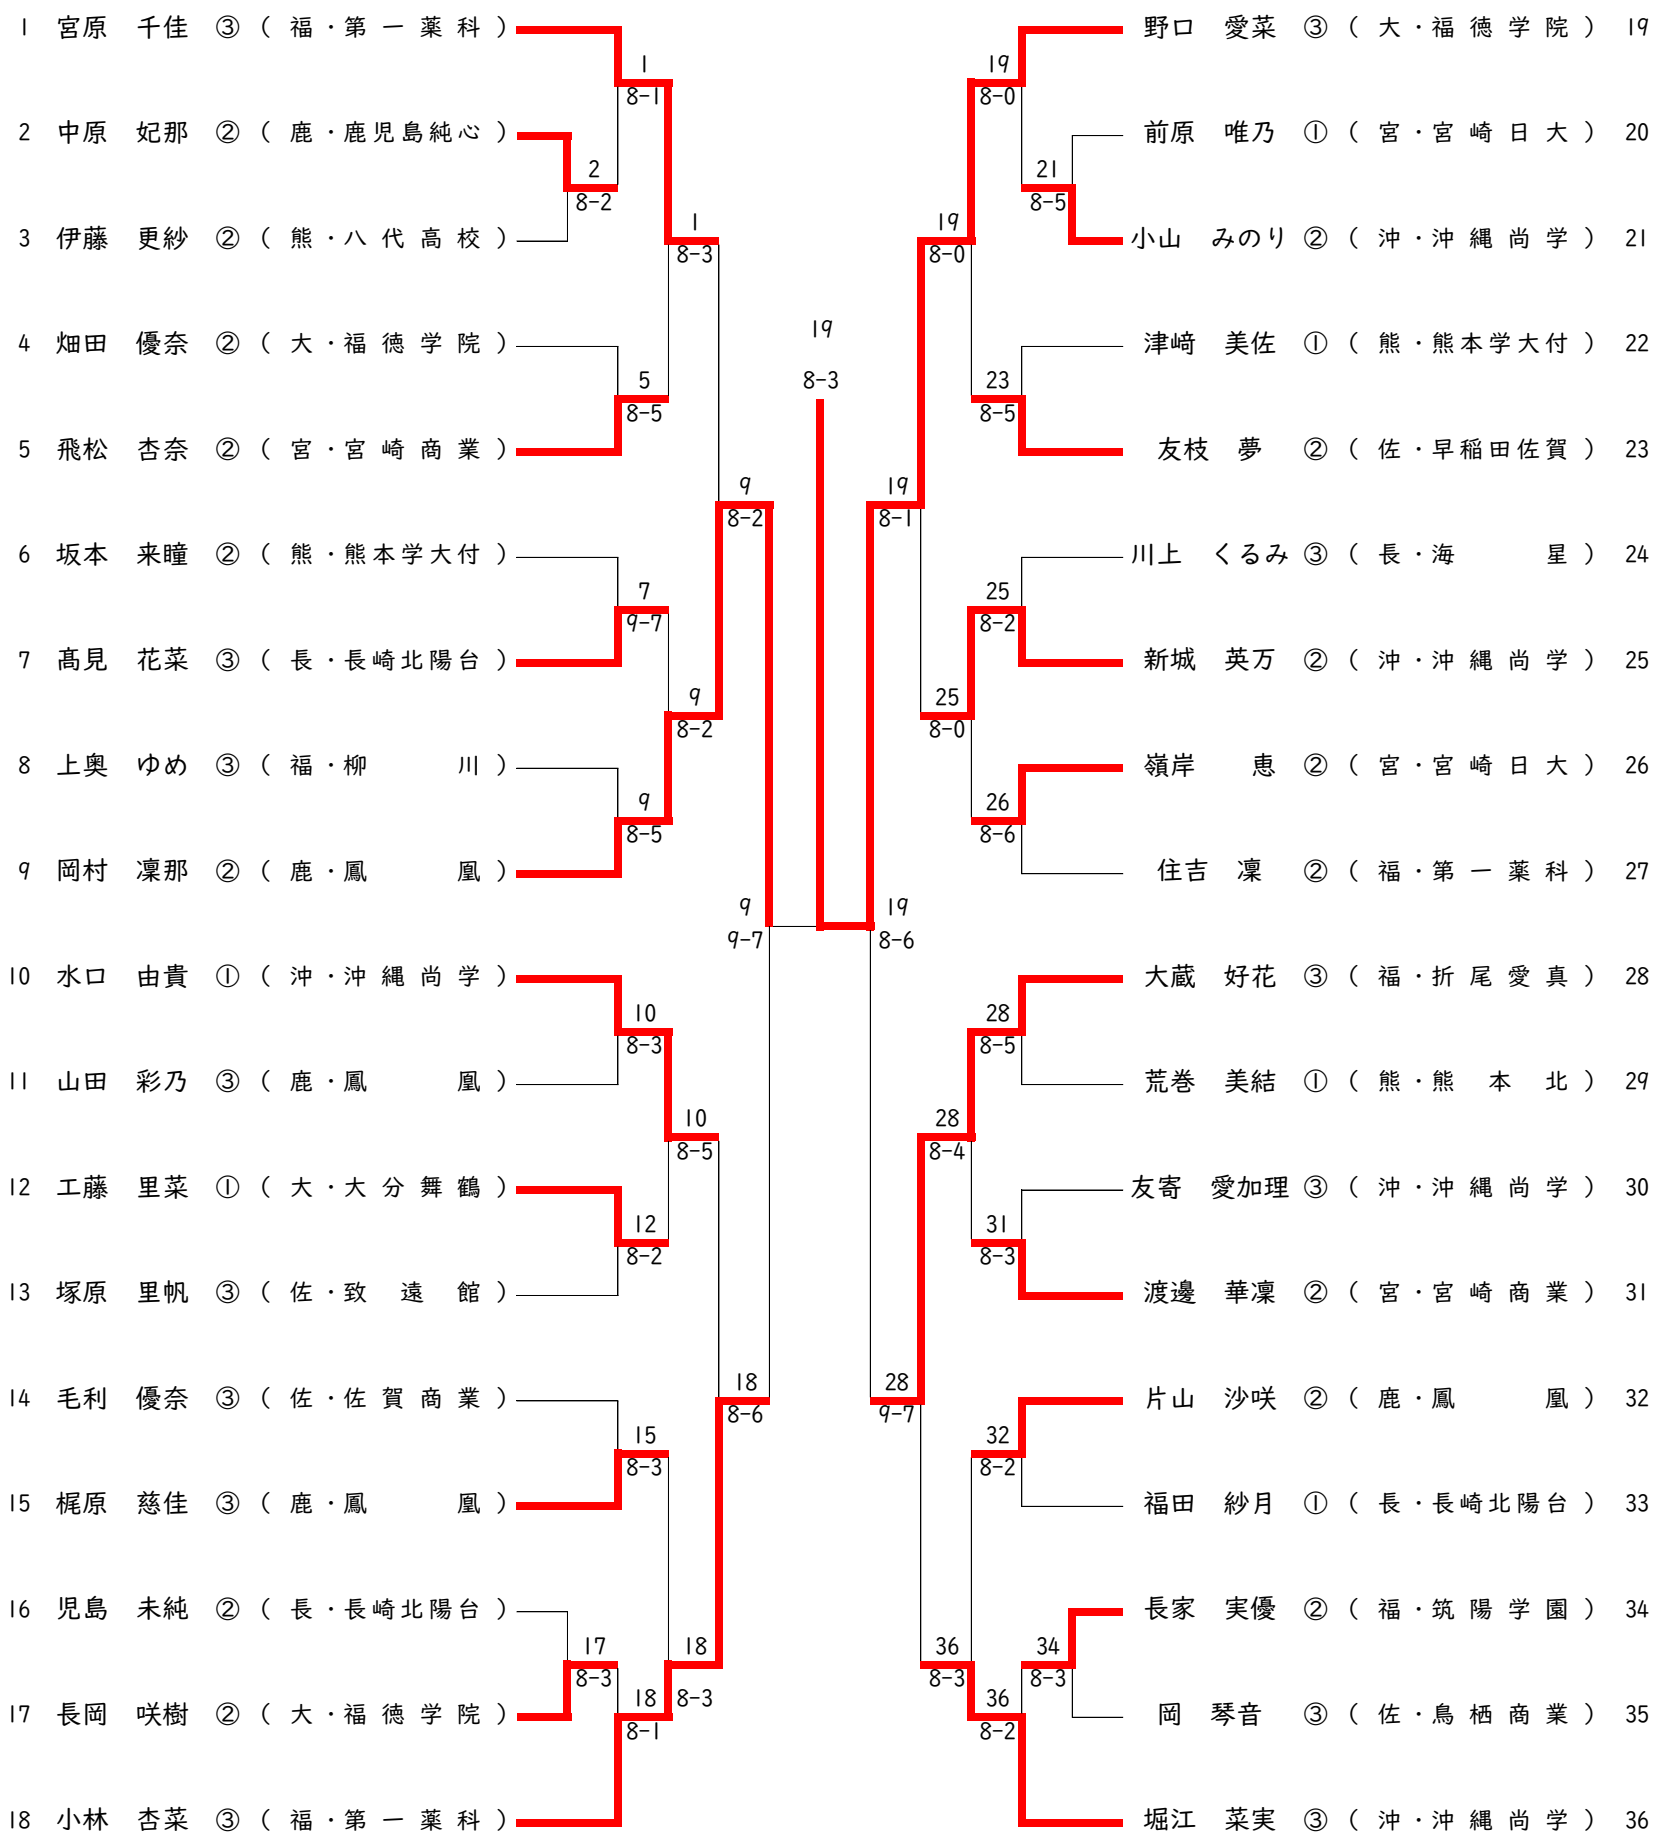 1 宮原 千佳 ③ ( 福・第一薬科 )
1
8-1
2 中原 妃那 ② ( 鹿・鹿児島純心 )
2
8-2
3 伊藤 更紗 ② ( 熊・八代高校 )
1
8-3
4 畑田 優奈 ② ( 大・福徳学院 )
5
8-5
5 飛松 杏奈 ② ( 宮・宮崎商業 )
9
8-2
6 坂本 来瞳 ② ( 熊・熊本学大付 )
7
9-7
7 髙見 花菜 ③ ( 長・長崎北陽台 )
9
8-2
8 上奥 ゆめ ③ ( 福・柳川 )
9
8-5
9 岡村 凜那 ② ( 鹿・鳳凰 )
9
9-7
10 水口 由貴 ① ( 沖・沖縄尚学 )
10
8-3
11 山田 彩乃 ③ ( 鹿・鳳凰 )
10
8-5
12 工藤 里菜 ① ( 大・大分舞鶴 )
12
8-2
13 塚原 里帆 ③ ( 佐・致遠館 )
18
8-6
14 毛利 優奈 ③ ( 佐・佐賀商業 )
15
8-3
15 梶原 慈佳 ③ ( 鹿・鳳凰 )
16 児島 未純 ② ( 長・長崎北陽台 )
17
8-3
18
8-3
17 長岡 咲樹 ② ( 大・福徳学院 )
18
8-1
18 小林 杏菜 ③ ( 福・第一薬科 )
19
8-3
野口 愛菜 ③ ( 大・福徳学院 ) 19
19
8-0
前原 唯乃 ① ( 宮・宮崎日大 ) 20
21
8-5
小山 みのり ② ( 沖・沖縄尚学 ) 21
19
8-0
津﨑 美佐 ① ( 熊・熊本学大付 ) 22
23
8-5
友枝 夢 ② ( 佐・早稲田佐賀 ) 23
19
8-1
川上 くるみ ③ ( 長・海星 ) 24
25
8-2
新城 英万 ② ( 沖・沖縄尚学 ) 25
25
8-0
嶺岸 恵 ② ( 宮・宮崎日大 ) 26
26
8-6
住吉 凜 ② ( 福・第一薬科 ) 27
19
8-6
大蔵 好花 ③ ( 福・折尾愛真 ) 28
28
8-5
荒巻 美結 ① ( 熊・熊本北 ) 29
28
8-4
友寄 愛加理 ③ ( 沖・沖縄尚学 ) 30
31
8-3
渡邊 華凜 ② ( 宮・宮崎商業 ) 31
28
9-7
片山 沙咲 ② ( 鹿・鳳凰 ) 32
32
8-2
福田 紗月 ① ( 長・長崎北陽台 ) 33
長家 実優 ② ( 福・筑陽学園 ) 34
36
8-3
34
8-3
岡 琴音 ③ ( 佐・鳥栖商業 ) 35
36
8-2
堀江 菜実 ③ ( 沖・沖縄尚学 ) 36